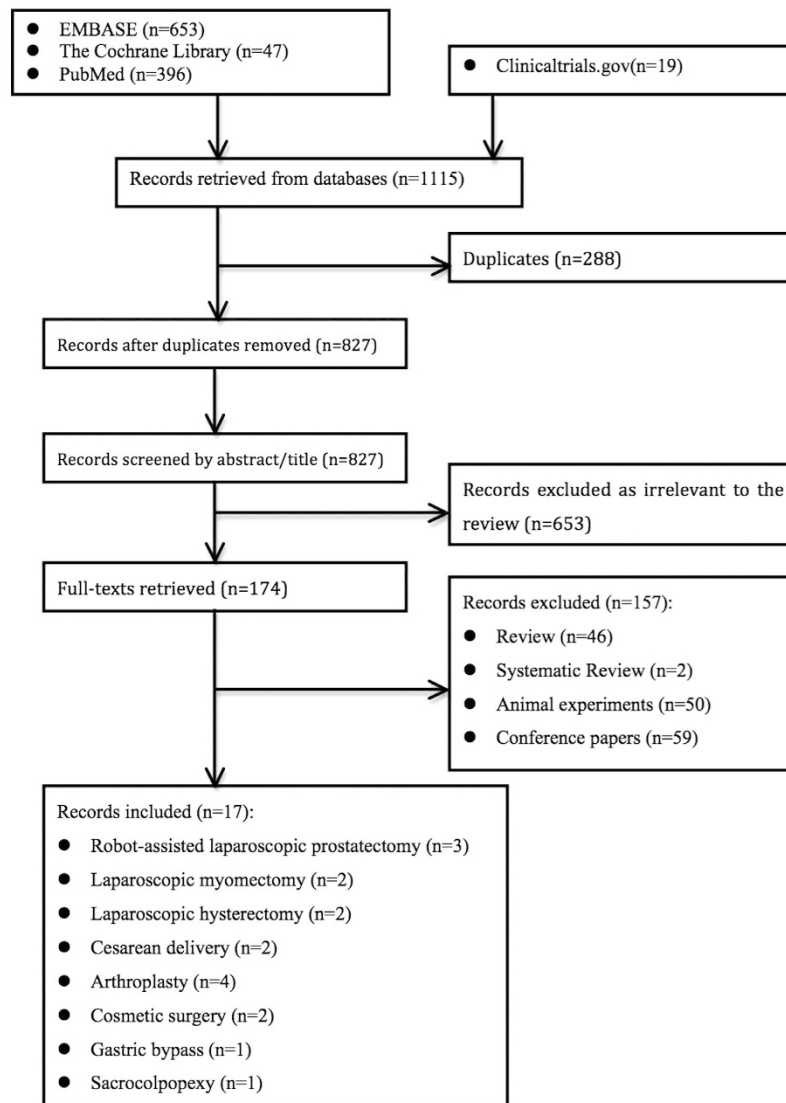 ● EMBASE (n=653)
● The Cochrane Library (n=47)
● PubMed (n=396)
● Clinicaltrials.gov(n=19)
Records retrieved from databases (n=1115)
Duplicates (n=288)
Records after duplicates removed (n=827)
Records screened by abstract/title (n=827)
Records excluded as irrelevant to the
review (n=653)
Full-texts retrieved (n=174)
Records excluded (n=157):
● Review (n=46)
● Systematic Review (n=2)
● Animal experiments (n=50)
● Conference papers (n=59)
Records included (n=17):
● Robot-assisted laparoscopic prostatectomy (n=3)
● Laparoscopic myomectomy (n=2)
● Laparoscopic hysterectomy (n=2)
● Cesarean delivery (n=2)
● Arthroplasty (n=4)
● Cosmetic surgery (n=2)
● Gastric bypass (n=1)
● Sacrocolpopexy (n=1)